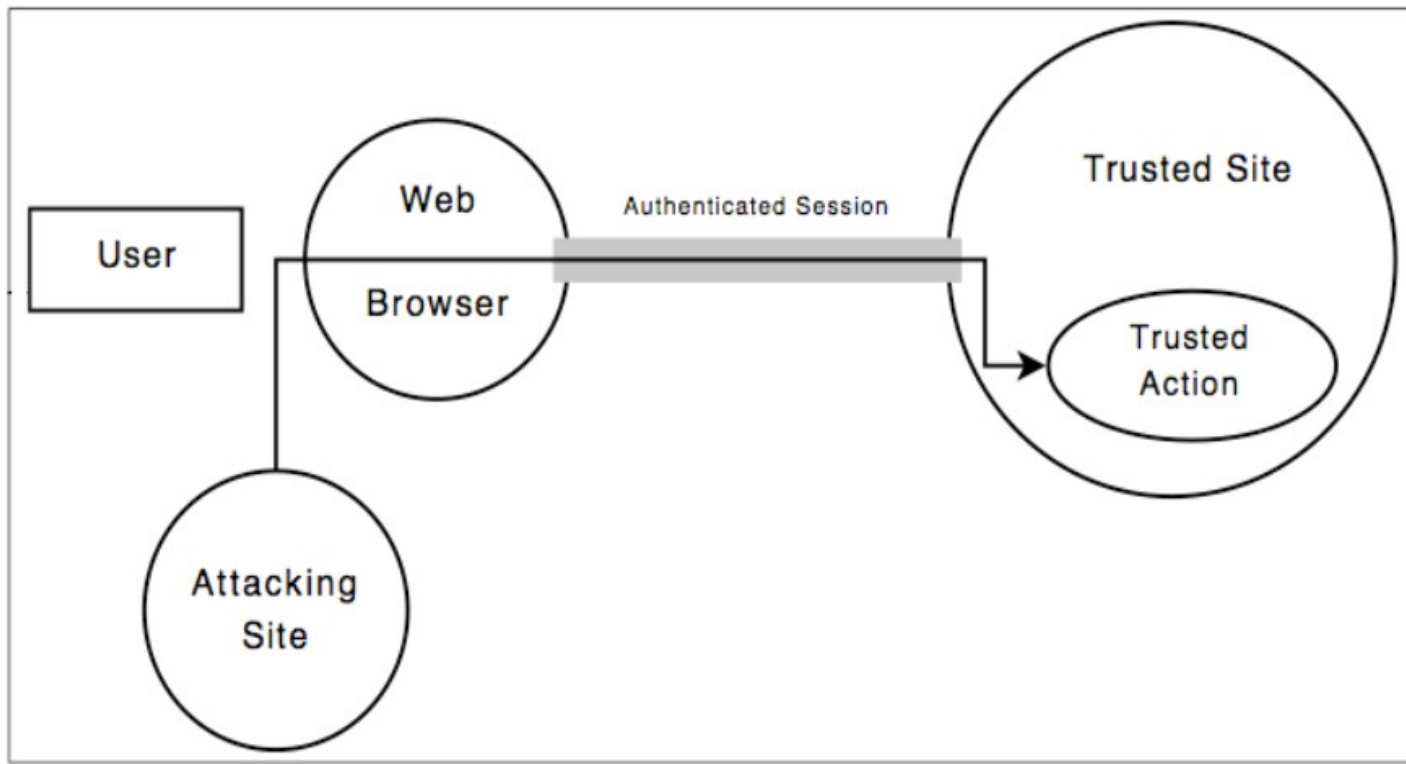 User
Web
Browser
Authenticated Session
Trusted Site
Trusted
Action
Attacking
Site